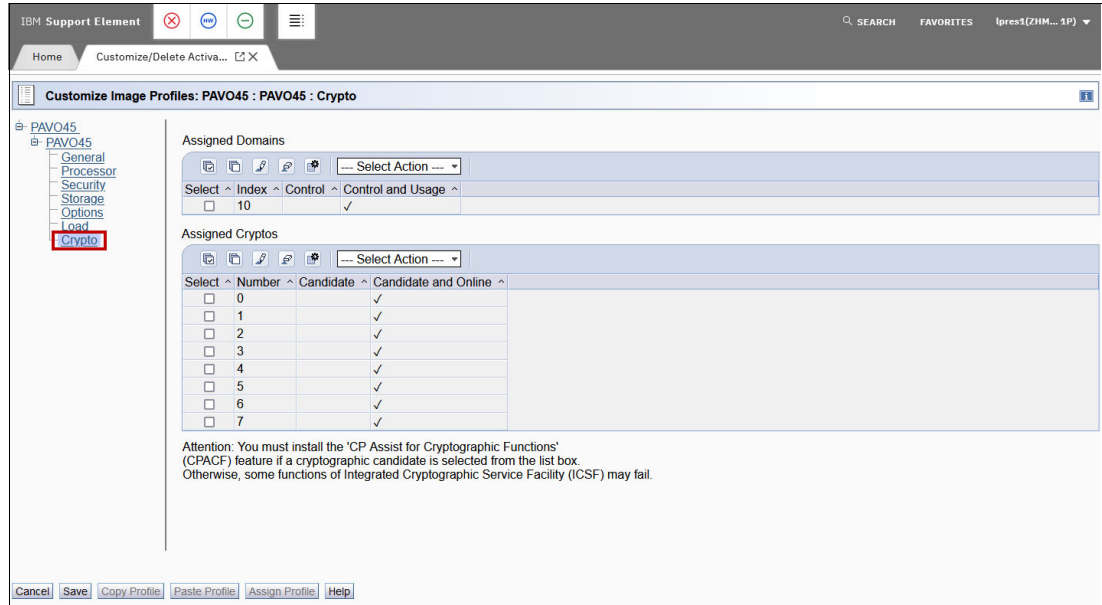 IBM Support Element
HW
SEARCH FAVORITES lpres1(ZHM... 1P)
Home Customize/Delete Activa...
Customize Image Profiles: PAVO45 : PAVO45 : Crypto
i
PAVO45
PAVO45
General
Processor
Security
Storage
Options
Load
Crypto
Assigned Domains
--- Select Action ---
Select Index Control Control and Usage
10 ✓
Assigned Cryptos
--- Select Action ---
Select Number Candidate Candidate and Online
0 ✓
1 ✓
2 ✓
3 ✓
4 ✓
5 ✓
6 ✓
7 ✓
Attention: You must install the 'CP Assist for Cryptographic Functions'
(CPACF) feature if a cryptographic candidate is selected from the list box.
Otherwise, some functions of Integrated Cryptographic Service Facility (ICSF) may fail.
Cancel Save Copy Profile Paste Profile Assign Profile Help